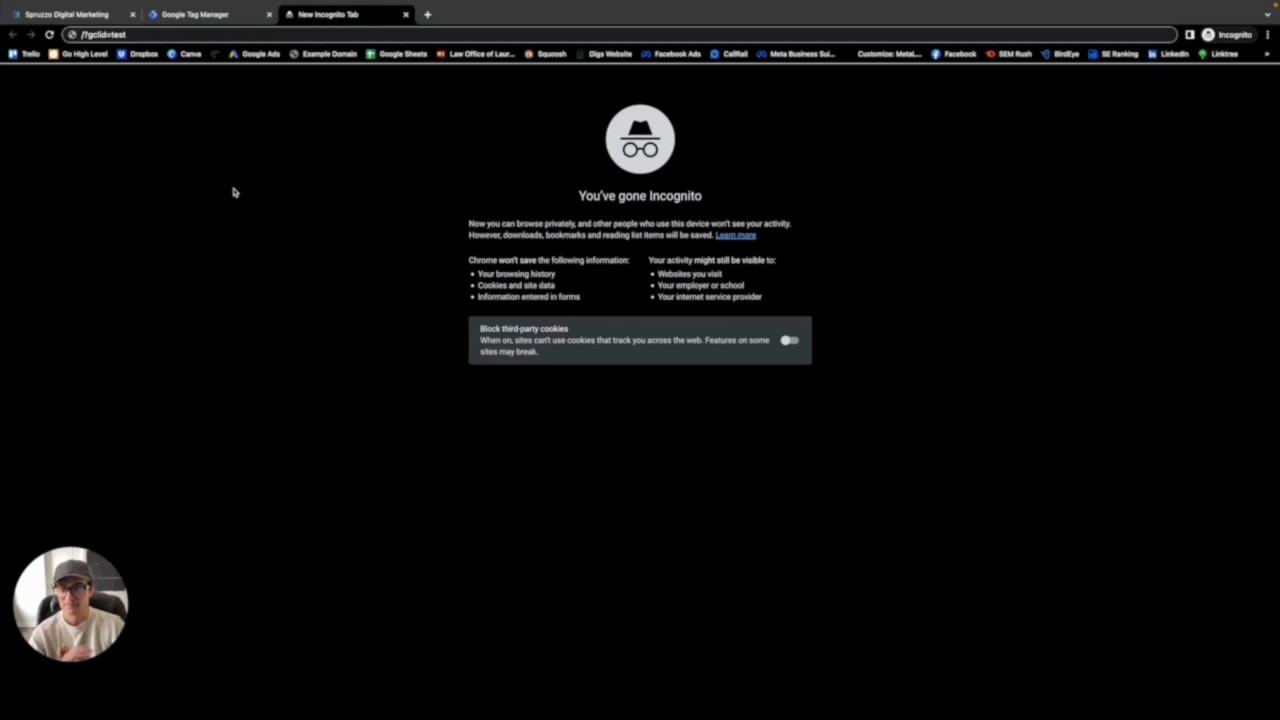 Spruzzo Digital Marketing
Google Tag Manager
New Incognito Tab
/?gclid=test
Incognito
Trello
Go High Level
Dropbox
Canva
Google Ads
Example Domain
Google Sheets
Law Office of Laur...
Squoosh
Digs Website
Facebook Ads
CallRail
Meta Business Sui...
Customize: MetaL...
Facebook
SEM Rush
BirdEye
SE Ranking
LinkedIn
Linktree
»
You've gone Incognito
Now you can browse privately, and other people who use this device won't see your activity.
However, downloads, bookmarks and reading list items will be saved. Learn more
Chrome won't save the following information:
• Your browsing history
• Cookies and site data
• Information entered in forms
Your activity might still be visible to:
• Websites you visit
• Your employer or school
• Your internet service provider
Block third-party cookies
When on, sites can't use cookies that track you across the web. Features on some
sites may break.